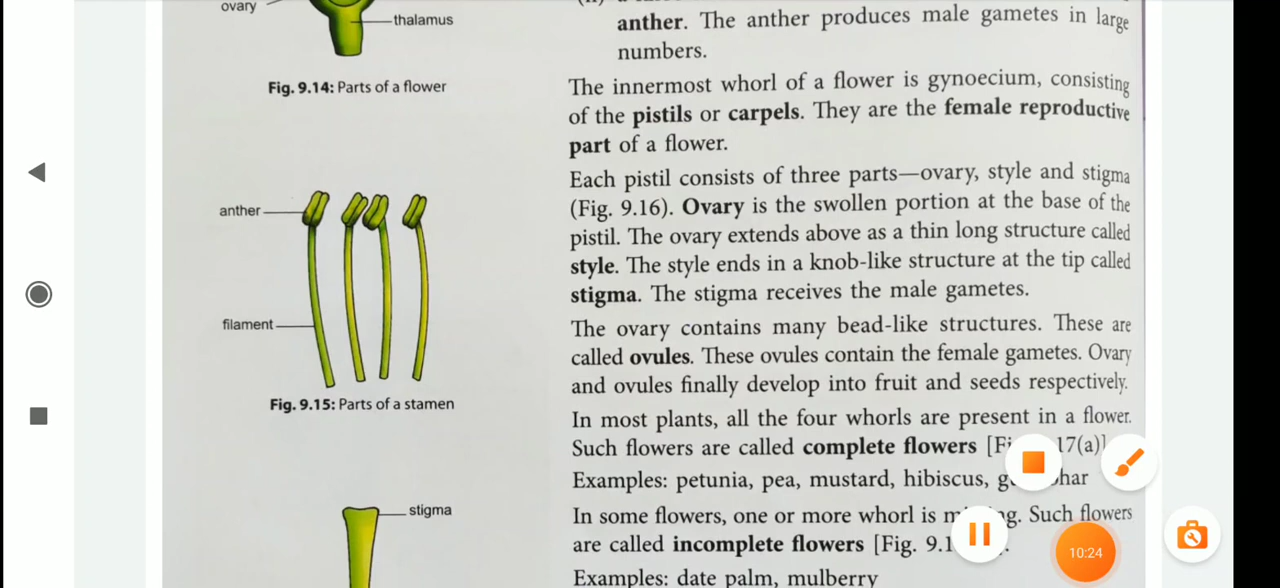 ovary
thalamus
Fig. 9.14: Parts of a flower
anther
filament
Fig. 9.15: Parts of a stamen
stigma
anther. The anther produces male gametes in large
numbers.
The innermost whorl of a flower is gynoecium, consisting
of the pistils or carpels. They are the female reproductive
part of a flower.
Each pistil consists of three parts—ovary, style and stigma
(Fig. 9.16). Ovary is the swollen portion at the base of the
pistil. The ovary extends above as a thin long structure called
style. The style ends in a knob-like structure at the tip called
stigma. The stigma receives the male gametes.
The ovary contains many bead-like structures. These are
called ovules. These ovules contain the female gametes. Ovary
and ovules finally develop into fruit and seeds respectively.
In most plants, all the four whorls are present in a flower.
Such flowers are called complete flowers 17(a)]
Examples: petunia, pea, mustard, hibiscus,
In some flowers, one or more whorl is Such flowers
are called incomplete flowers [Fig. 9.1
Examples: date palm, mulberry
10:24